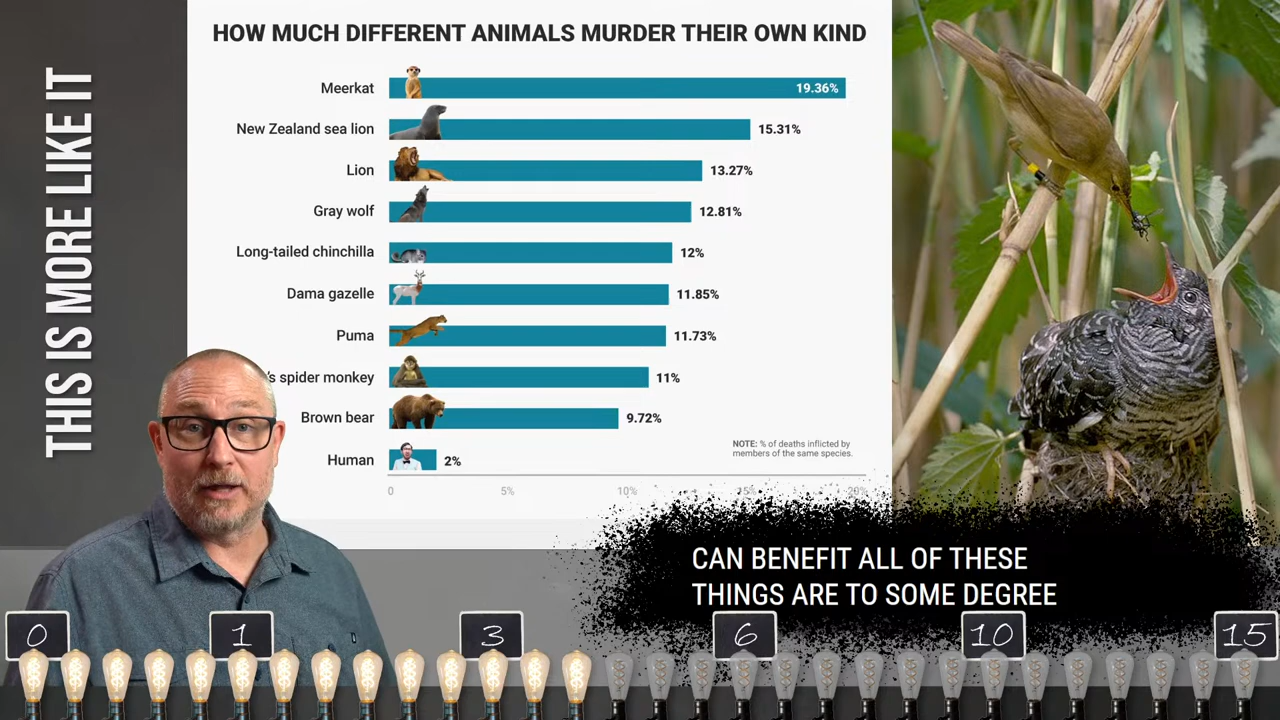 THIS IS MORE LIKE IT
HOW MUCH DIFFERENT ANIMALS MURDER THEIR OWN KIND
Meerkat 19.36%
New Zealand sea lion 15.31%
Lion 13.27%
Gray wolf 12.81%
Long-tailed chinchilla 12%
Dama gazelle 11.85%
Puma 11.73%
's spider monkey 11%
Brown bear 9.72%
Human 2%
NOTE: % of deaths inflicted by
members of the same species.
0 5% 10% 15% 20%
CAN BENEFIT ALL OF THESE
THINGS ARE TO SOME DEGREE
0 1 3 6 10 15